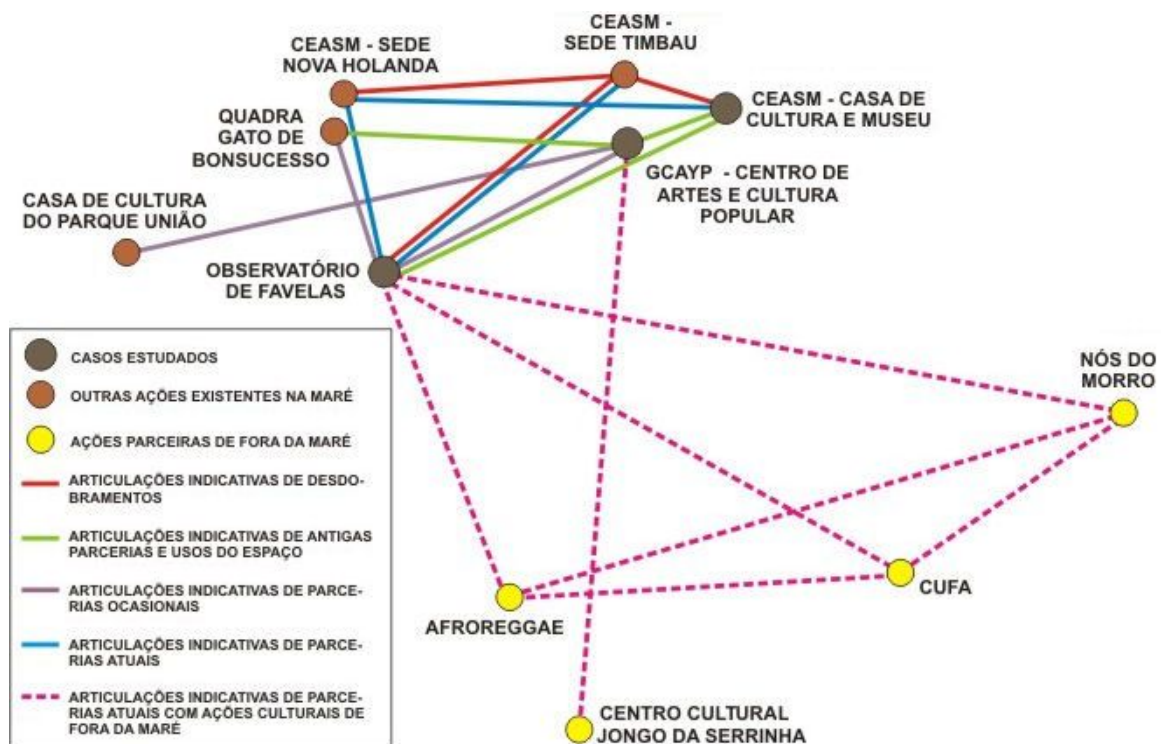 CEASM - SEDE
NOVA HOLANDA
CEASM -
SEDE TIMBAU
CEASM - CASA DE
CULTURA E MUSEU
QUADRA
GATO DE
BONSUCESSO
GCAYP - CENTRO DE
ARTES E CULTURA
POPULAR
CASA DE CULTURA
DO PARQUE UNIÃO
OBSERVATÓRIO
DE FAVELAS
NÓS DO
MORRO
CUFA
AFROREGGAE
CENTRO CULTURAL
JONGO DA SERRINHA
CASOS ESTUDADOS
OUTRAS AÇÕES EXISTENTES NA MARÉ
AÇÕES PARCEIRAS DE FORA DA MARÉ
ARTICULAÇÕES INDICATIVAS DE DESDO-
BRAMENTOS
ARTICULAÇÕES INDICATIVAS DE ANTIGAS
PARCERIAS E USOS DO ESPAÇO
ARTICULAÇÕES INDICATIVAS DE PARCE-
RIAS OCASIONAIS
ARTICULAÇÕES INDICATIVAS DE PARCE-
RIAS ATUAIS
ARTICULAÇÕES INDICATIVAS DE PARCE-
RIAS ATUAIS COM AÇÕES CULTURAIS DE
FORA DA MARÉ